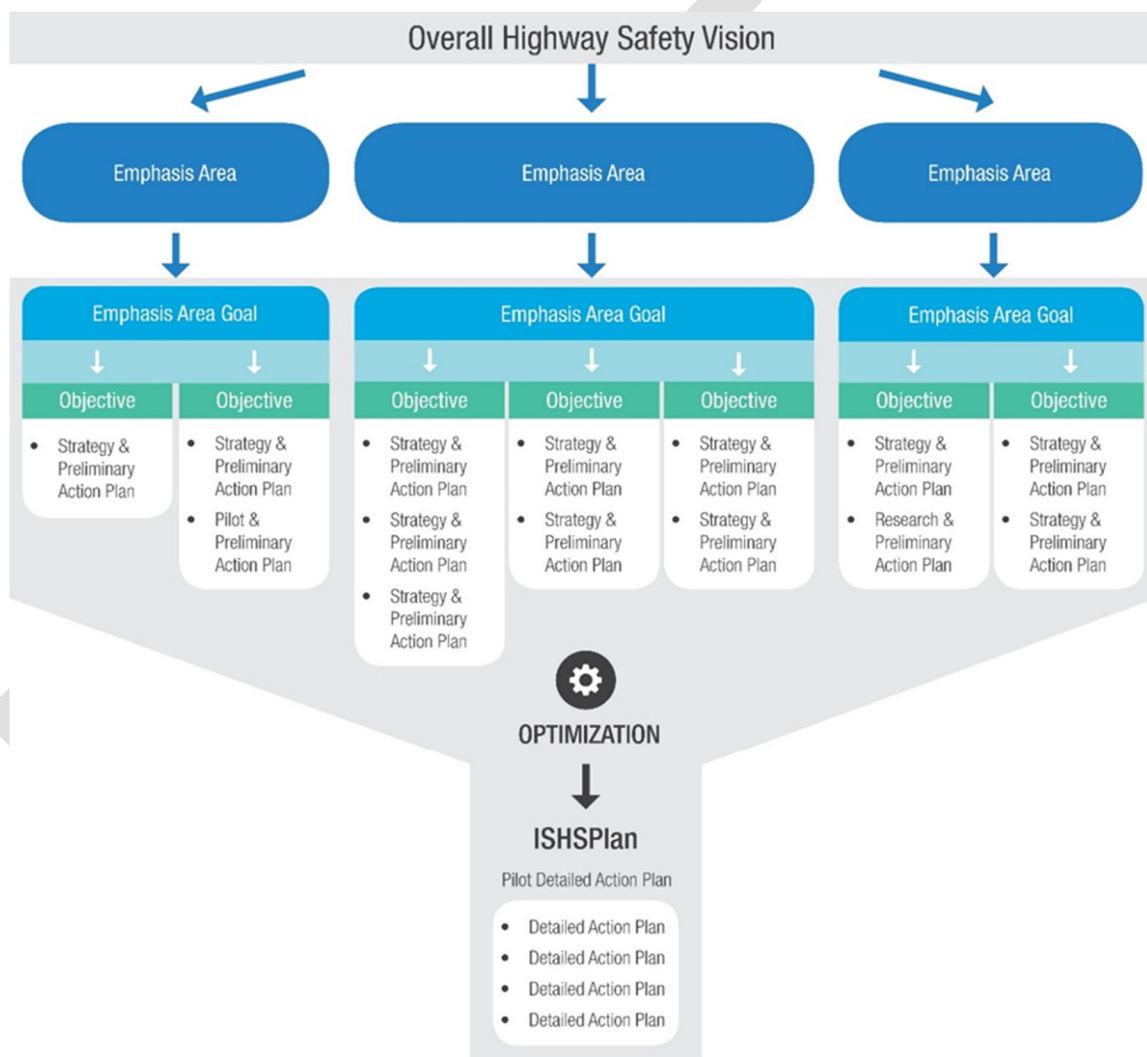 Overall Highway Safety Vision
Emphasis Area
Emphasis Area
Emphasis Area
Emphasis Area Goal
Objective
• Strategy &
Preliminary
Action Plan
Objective
• Strategy &
Preliminary
Action Plan
• Pilot &
Preliminary
Action Plan
Emphasis Area Goal
Objective
• Strategy &
Preliminary
Action Plan
• Strategy &
Preliminary
Action Plan
• Strategy &
Preliminary
Action Plan
Objective
• Strategy &
Preliminary
Action Plan
• Strategy &
Preliminary
Action Plan
Objective
• Strategy &
Preliminary
Action Plan
• Strategy &
Preliminary
Action Plan
Emphasis Area Goal
Objective
• Strategy &
Preliminary
Action Plan
• Research &
Preliminary
Action Plan
Objective
• Strategy &
Preliminary
Action Plan
• Strategy &
Preliminary
Action Plan
OPTIMIZATION
ISHSPlan
Pilot Detailed Action Plan
• Detailed Action Plan
• Detailed Action Plan
• Detailed Action Plan
• Detailed Action Plan